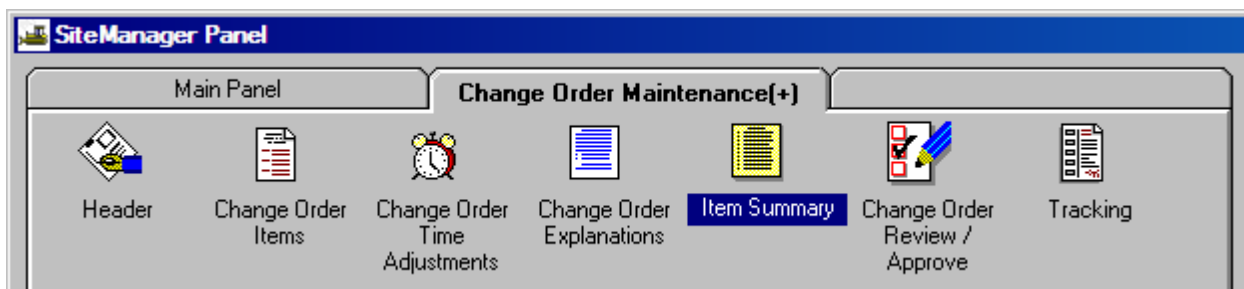 SiteManager Panel
Main Panel
Change Order Maintenance(+)
Header
Change Order
Items
Change Order
Time
Adjustments
Change Order
Explanations
Item Summary
Change Order
Review /
Approve
Tracking